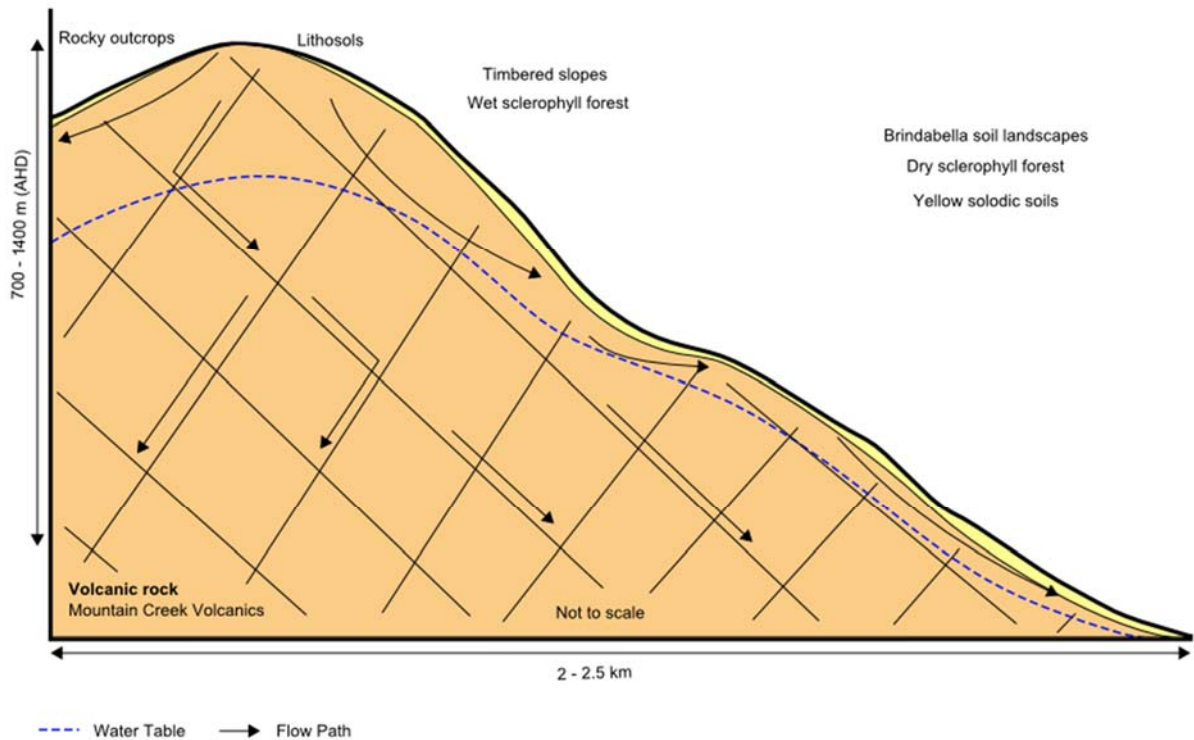 Rocky outcrops
Lithosols
Timbered slopes
Wet sclerophyll forest
Brindabella soil landscapes
Dry sclerophyll forest
Yellow solodic soils
700 - 1400 m (AHD)
Volcanic rock
Mountain Creek Volcanics
Not to scale
2 - 2.5 km
Water Table
Flow Path